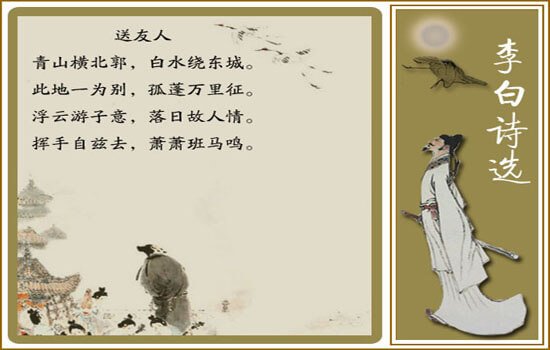 送友人
青山横北郭，白水绕东城。
此地一为别，孤蓬万里征。
浮云游子意，落日故人情。
挥手自兹去，萧萧班马鸣。
李白诗选